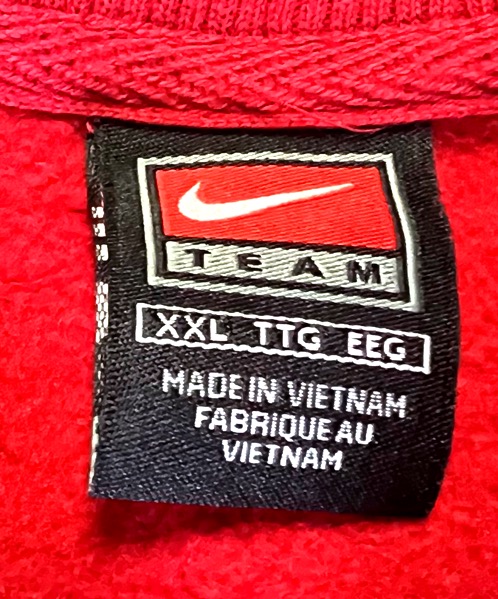 TEAM
XXL TTG EEG
MADE IN VIETNAM
FABRIQUE AU
VIETNAM